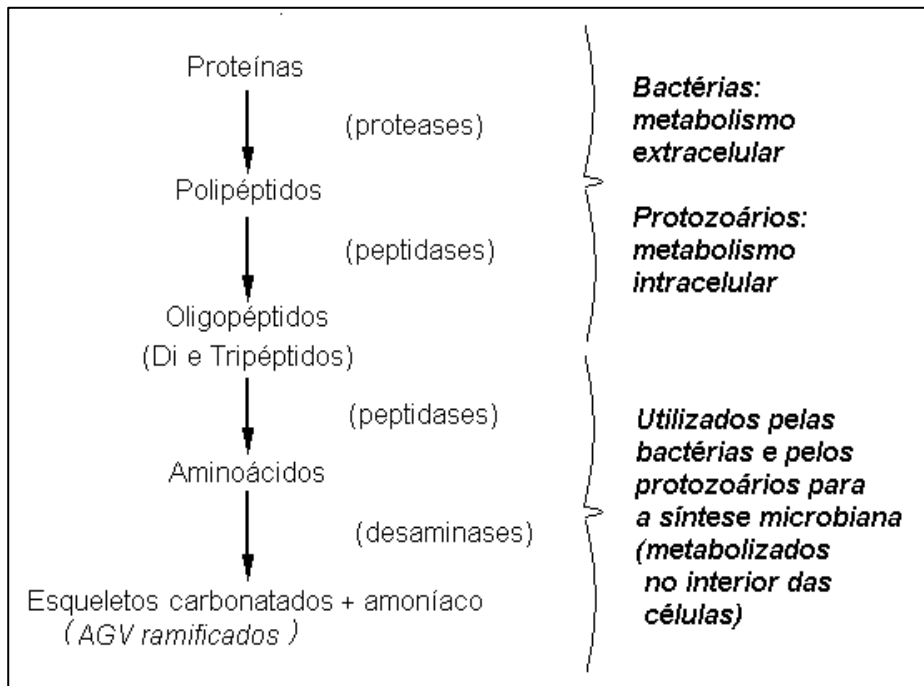 Proteínas
(proteases)
Polipéptidos
(peptidases)
Oligopéptidos
(Di e Tripéptidos)
(peptidases)
Aminoácidos
(desaminases)
Esqueletos carbonatados + amoníaco
(AGV ramificados)
Bactérias:
metabolismo
extracelular
Protozoários:
metabolismo
intracelular
Utilizados pelas
bactérias e pelos
protozoários para
a síntese microbiana
(metabolizados
no interior das
células)